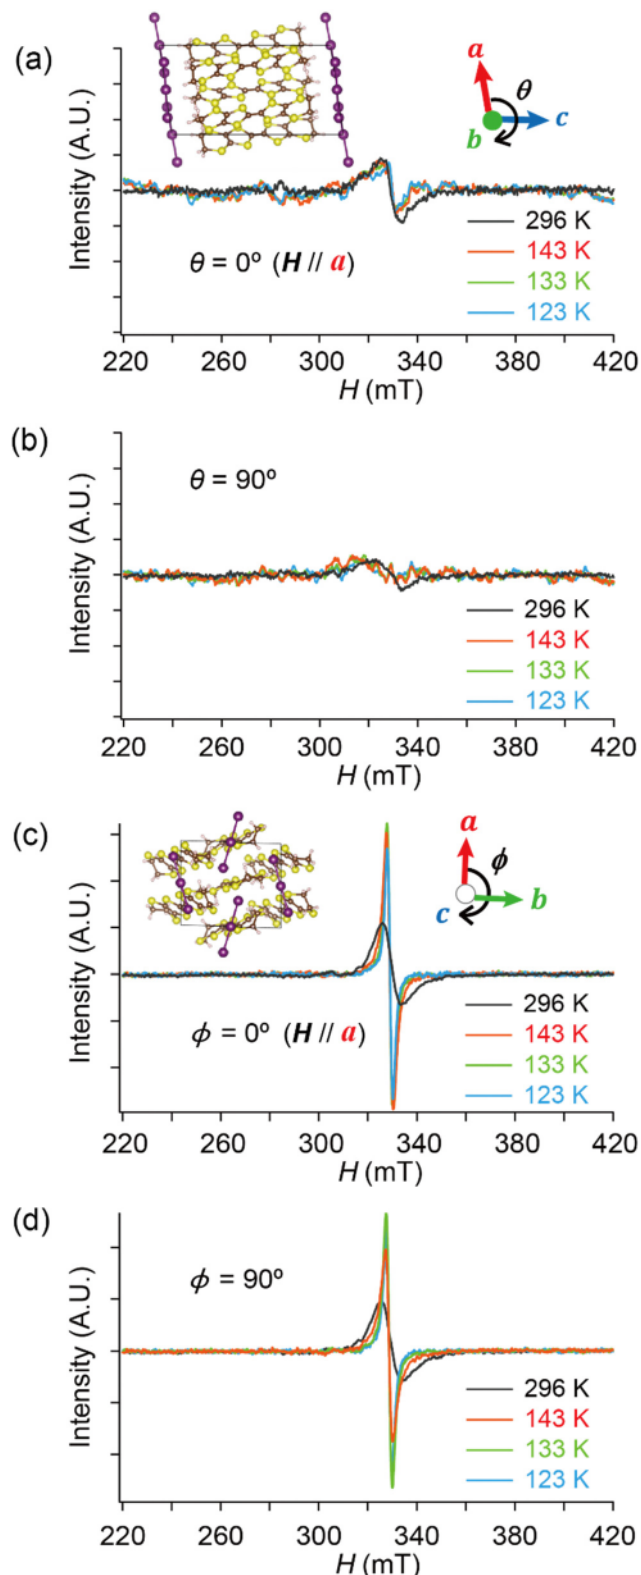 (a)
a
θ
b
c
Intensity (A.U.)
θ = 0º (H // a)
296 K
143 K
133 K
123 K
220 260 300 340 380 420
H (mT)
(b)
Intensity (A.U.)
θ = 90º
296 K
143 K
133 K
123 K
220 260 300 340 380 420
H (mT)
(c)
a
ϕ
b
c
Intensity (A.U.)
ϕ = 0º (H // a)
296 K
143 K
133 K
123 K
220 260 300 340 380 420
H (mT)
(d)
Intensity (A.U.)
ϕ = 90º
296 K
143 K
133 K
123 K
220 260 300 340 380 420
H (mT)